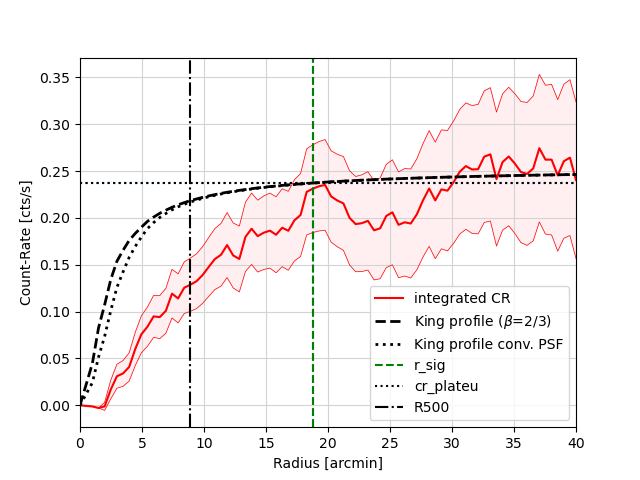 0.35
0.30
0.25
0.20
0.15
0.10
0.05
0.00
Count-Rate [cts/s]
integrated CR
King profile (β=2/3)
King profile conv. PSF
r_sig
cr_plateu
R500
0 5 10 15 20 25 30 35 40
Radius [arcmin]